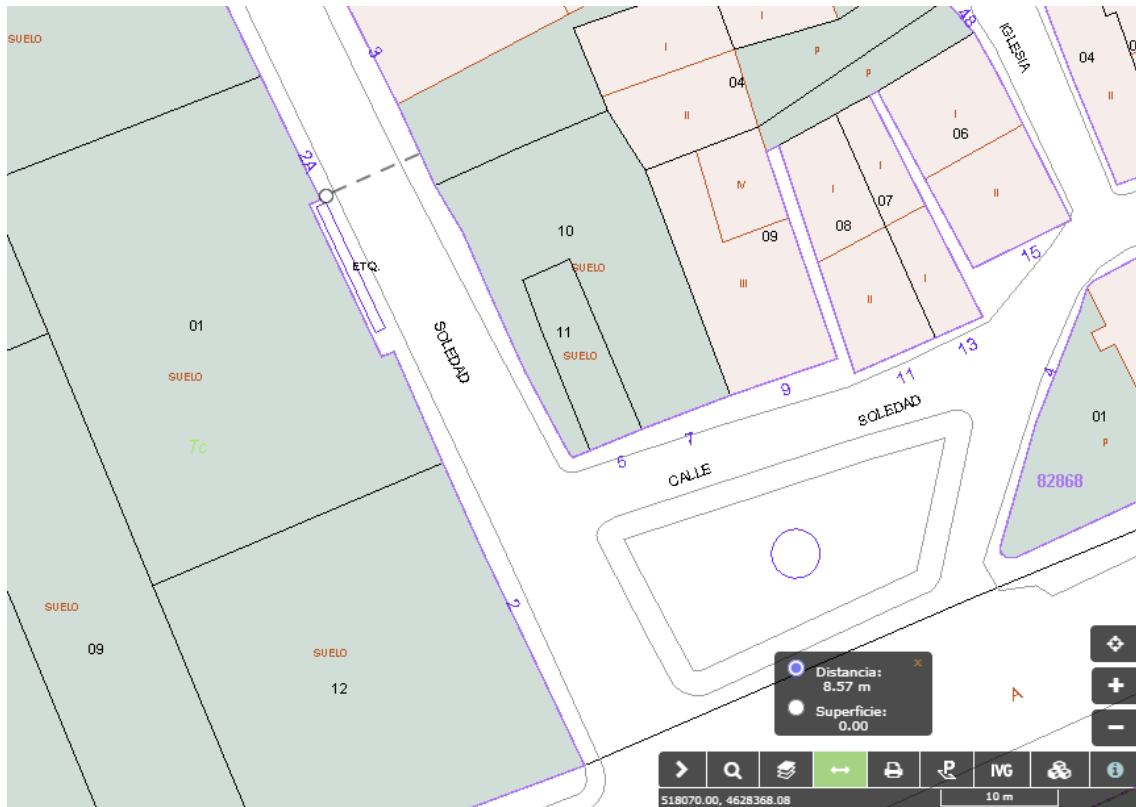 48
SUELO
I
I
IGLESIA
3
P
04
04
0
P
04
II
II
I
06
2A
I
I
II
IV
07
08
10
09
15
ETQ.
SUELO
III
II
I
01
11
SOLEDAD
13
SUELO
SUELO
11
4
9
SOLEDAD
01
7
P
Tc
5
CALLE
82868
2
SUELO
SUELO
09
12
A
x
Distancia:
8.57 m
Superficie:
0.00
P
IVG
i
518070.00, 4628368.08
10 m